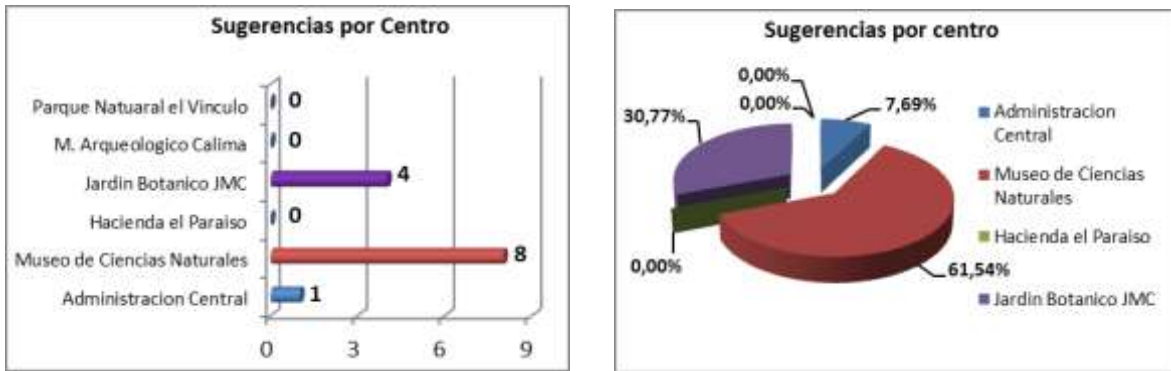 Sugerencias por Centro
Parque Natuaral el Vinculo
0
M. Arqueologico Calima
0
Jardin Botanico JMC
4
Hacienda el Paraiso
0
Museo de Ciencias Naturales
8
Administracion Central
1
0 3 6 9
Sugerencias por centro
0,00%
0,00%
7,69%
30,77%
0,00%
61,54%
Administracion
Central
Museo de Ciencias
Naturales
Hacienda el Paraiso
Jardin Botanico JMC